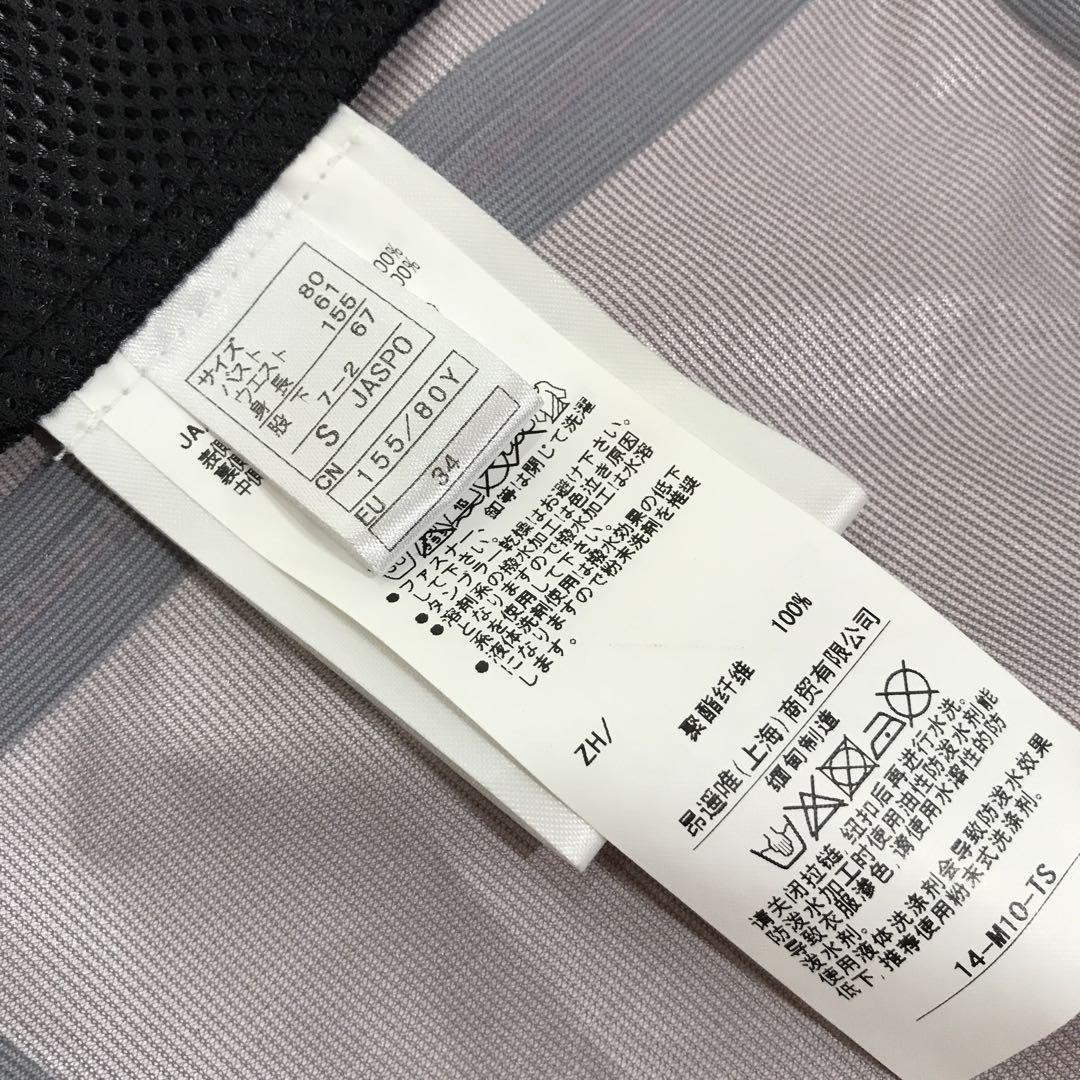 サイズ
バスト 80
ウエスト 61
身長 155
股下 67
S JASPO
CN 155/80Y
EU 34
00%
00%
JA
●ファスナー、釦等は閉じて洗濯
して下さい。
●タンブラー乾燥はお避け下さい。
●溶剤系の撥水加工は色泣き原因
となりますので撥水加工は水溶
系を使用して下さい。
●液体洗剤使用は撥水効果の低下
になりますので粉末洗剤を推奨
します。
ZH/
聚酯纤维 100%
昂遥唯(上海)商贸有限公司
缅甸制造
请关闭拉链,纽扣后再进行水洗。
防泼水加工时使用油性防泼水剂能
导致衣服渗色,请使用水溶性的防
泼水剂。
使用液体洗涤剂会导致防泼水效果
低下,推荐使用粉末式洗涤剂。
14-M10-TS